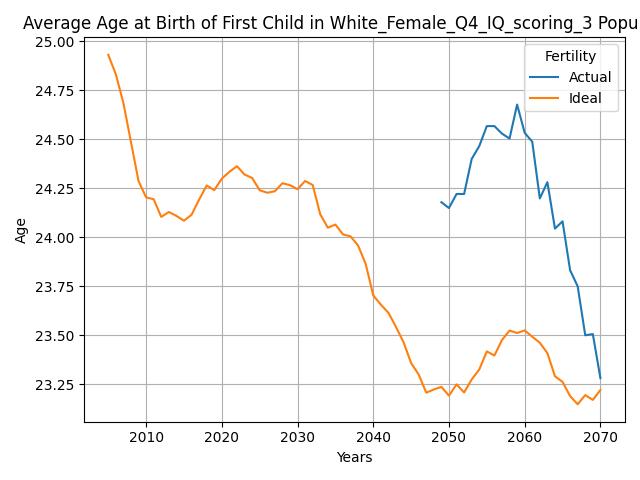 Average Age at Birth of First Child in White_Female_Q4_IQ_scoring_3 Popu
25.00
24.75
24.50
24.25
24.00
23.75
23.50
23.25
Age
Fertility
Actual
Ideal
2010 2020 2030 2040 2050 2060 2070
Years